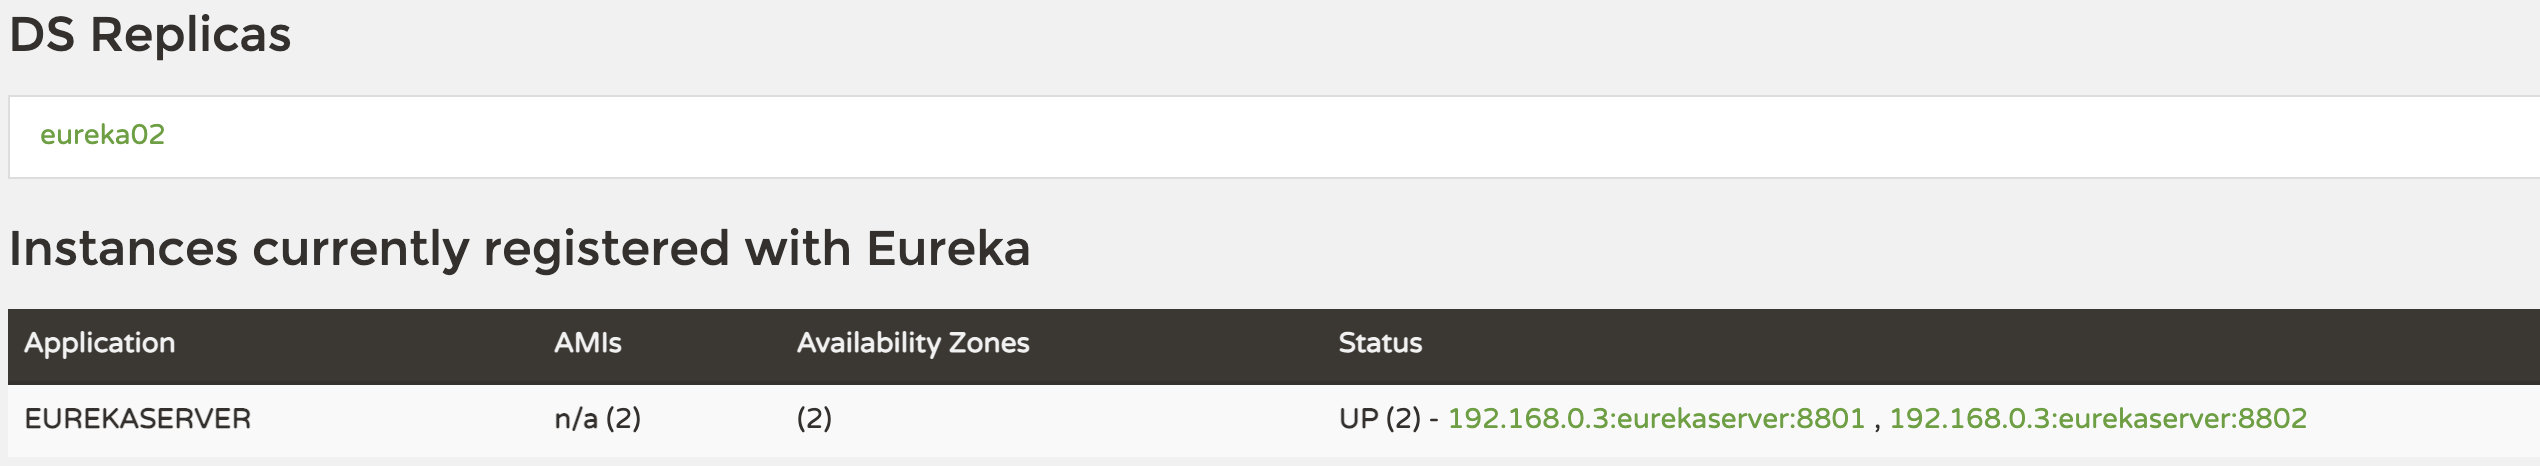 DS Replicas
eureka02
Instances currently registered with Eureka
Application AMIs Availability Zones Status
EUREKASERVER n/a (2) (2) UP (2) - 192.168.0.3:eurekaserver:8801 , 192.168.0.3:eurekaserver:8802